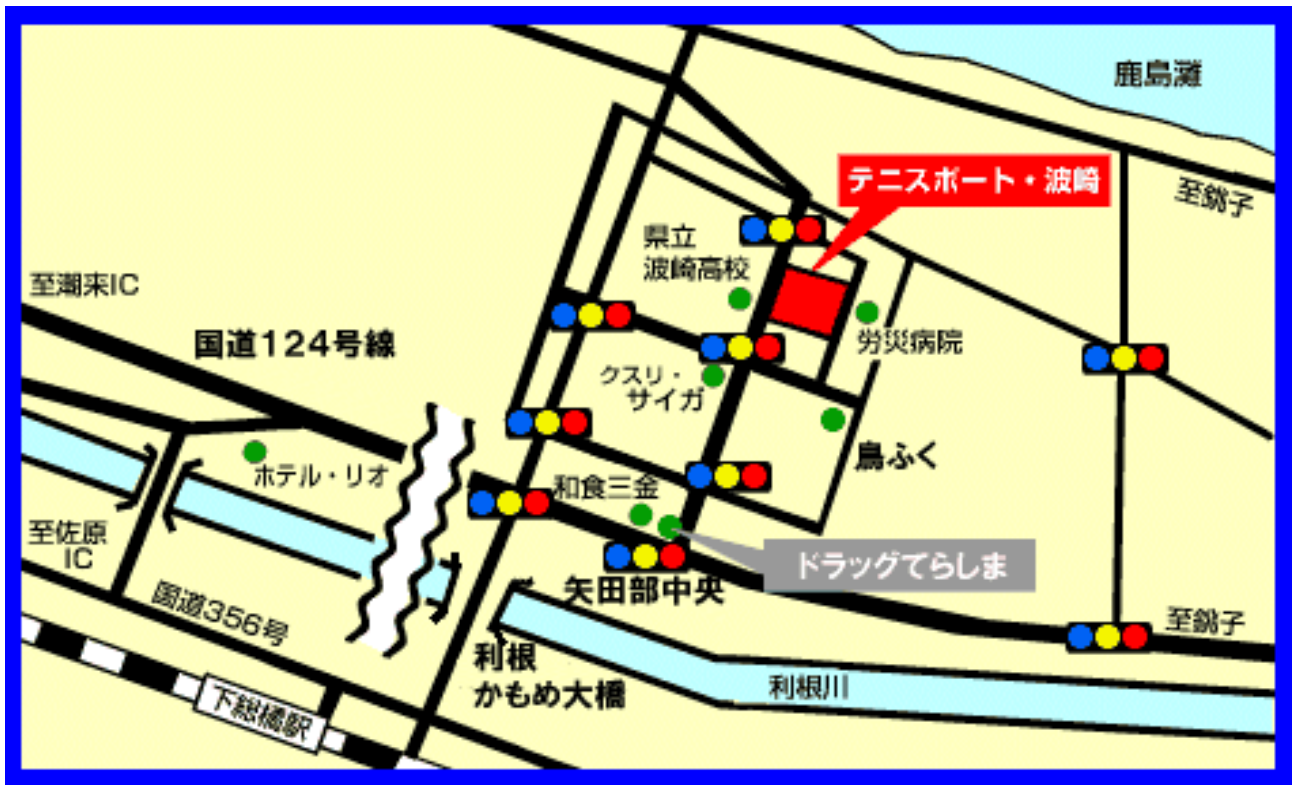 鹿島灘
至銚子
テニスポート・波崎
県立
波崎高校
至潮来IC
国道124号線
労災病院
クスリ・
サイガ
鳥ふく
ホテル・リオ
和食三金
至佐原
IC
ドラッグてらしま
矢田部中央
国道356号
至銚子
利根
かもめ大橋
利根川
下総橘駅